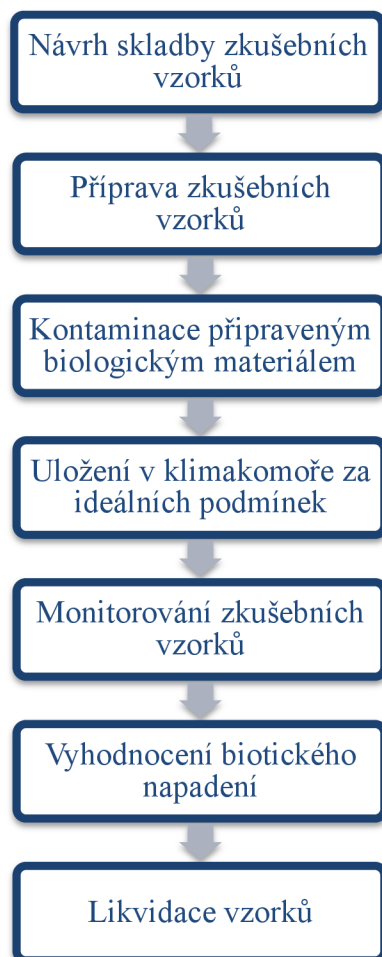 Návrh skladby zkušebních
vzorků
Příprava zkušebních
vzorků
Kontaminace připraveným
biologickým materiálem
Uložení v klimakomoře za
ideálních podmínek
Monitorování zkušebních
vzorků
Vyhodnocení biotického
napadení
Likvidace vzorků